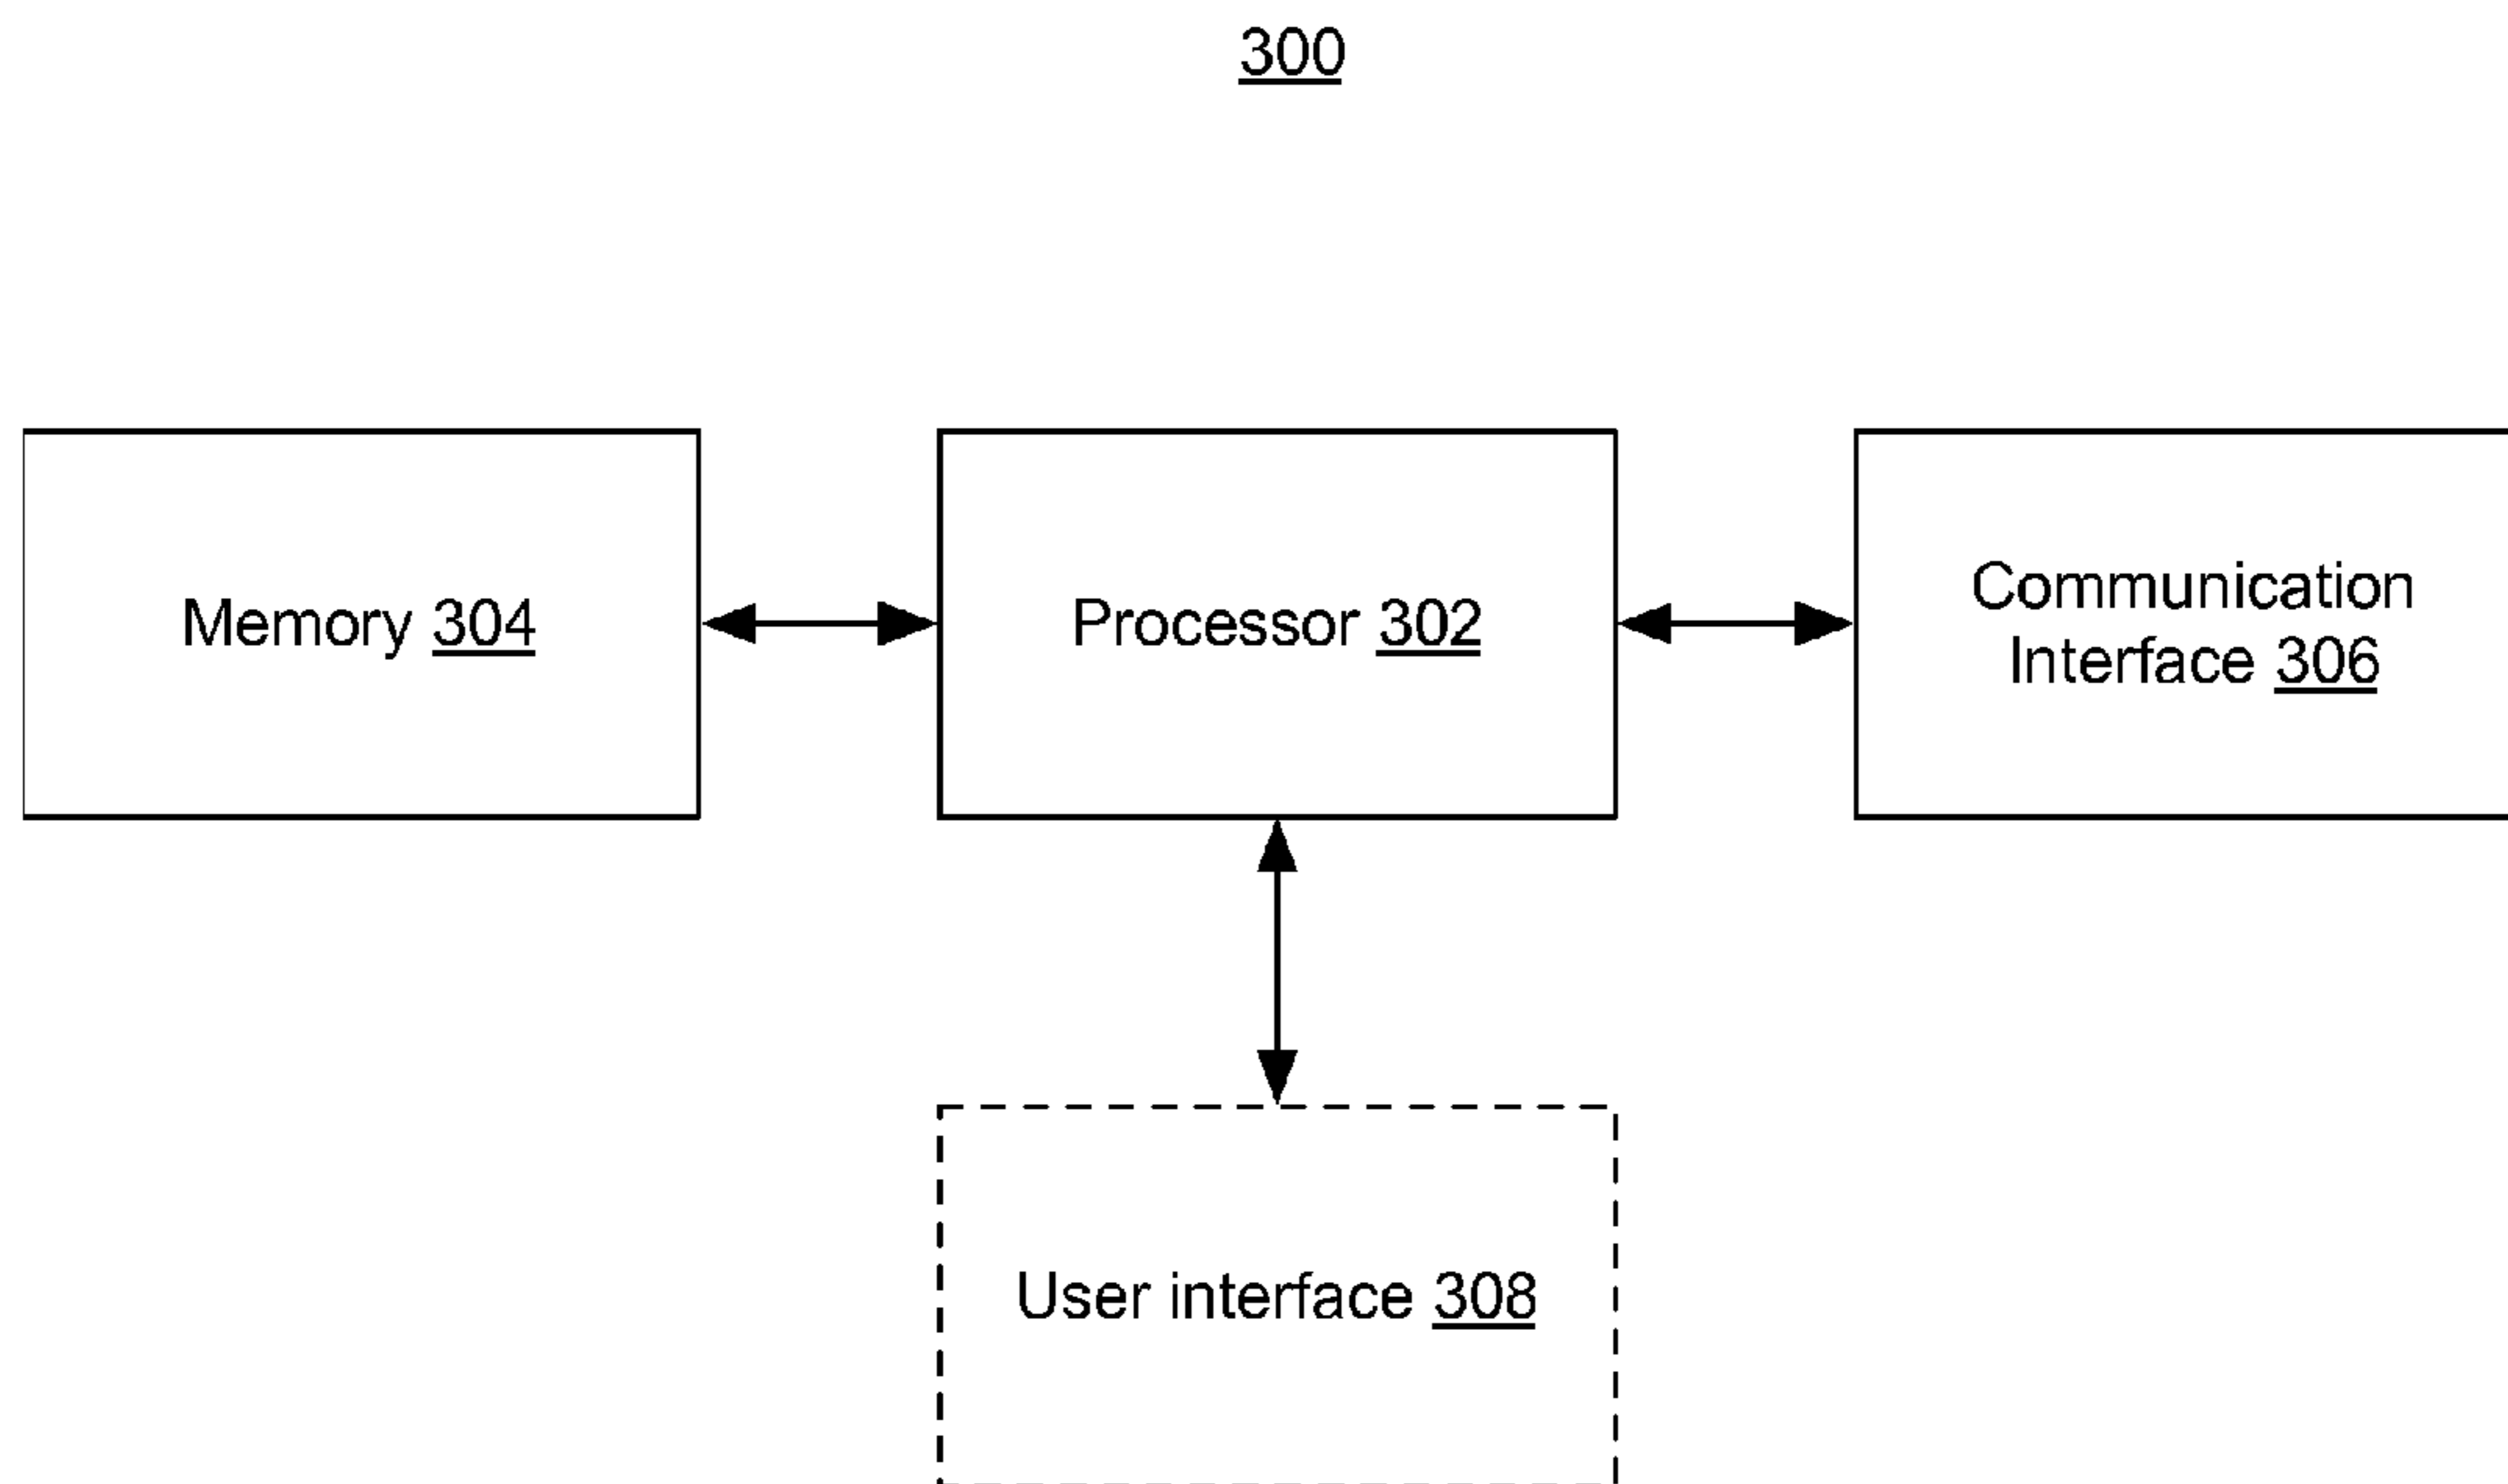 300
Memory 304
Processor 302
Communication
Interface 306
User interface 308